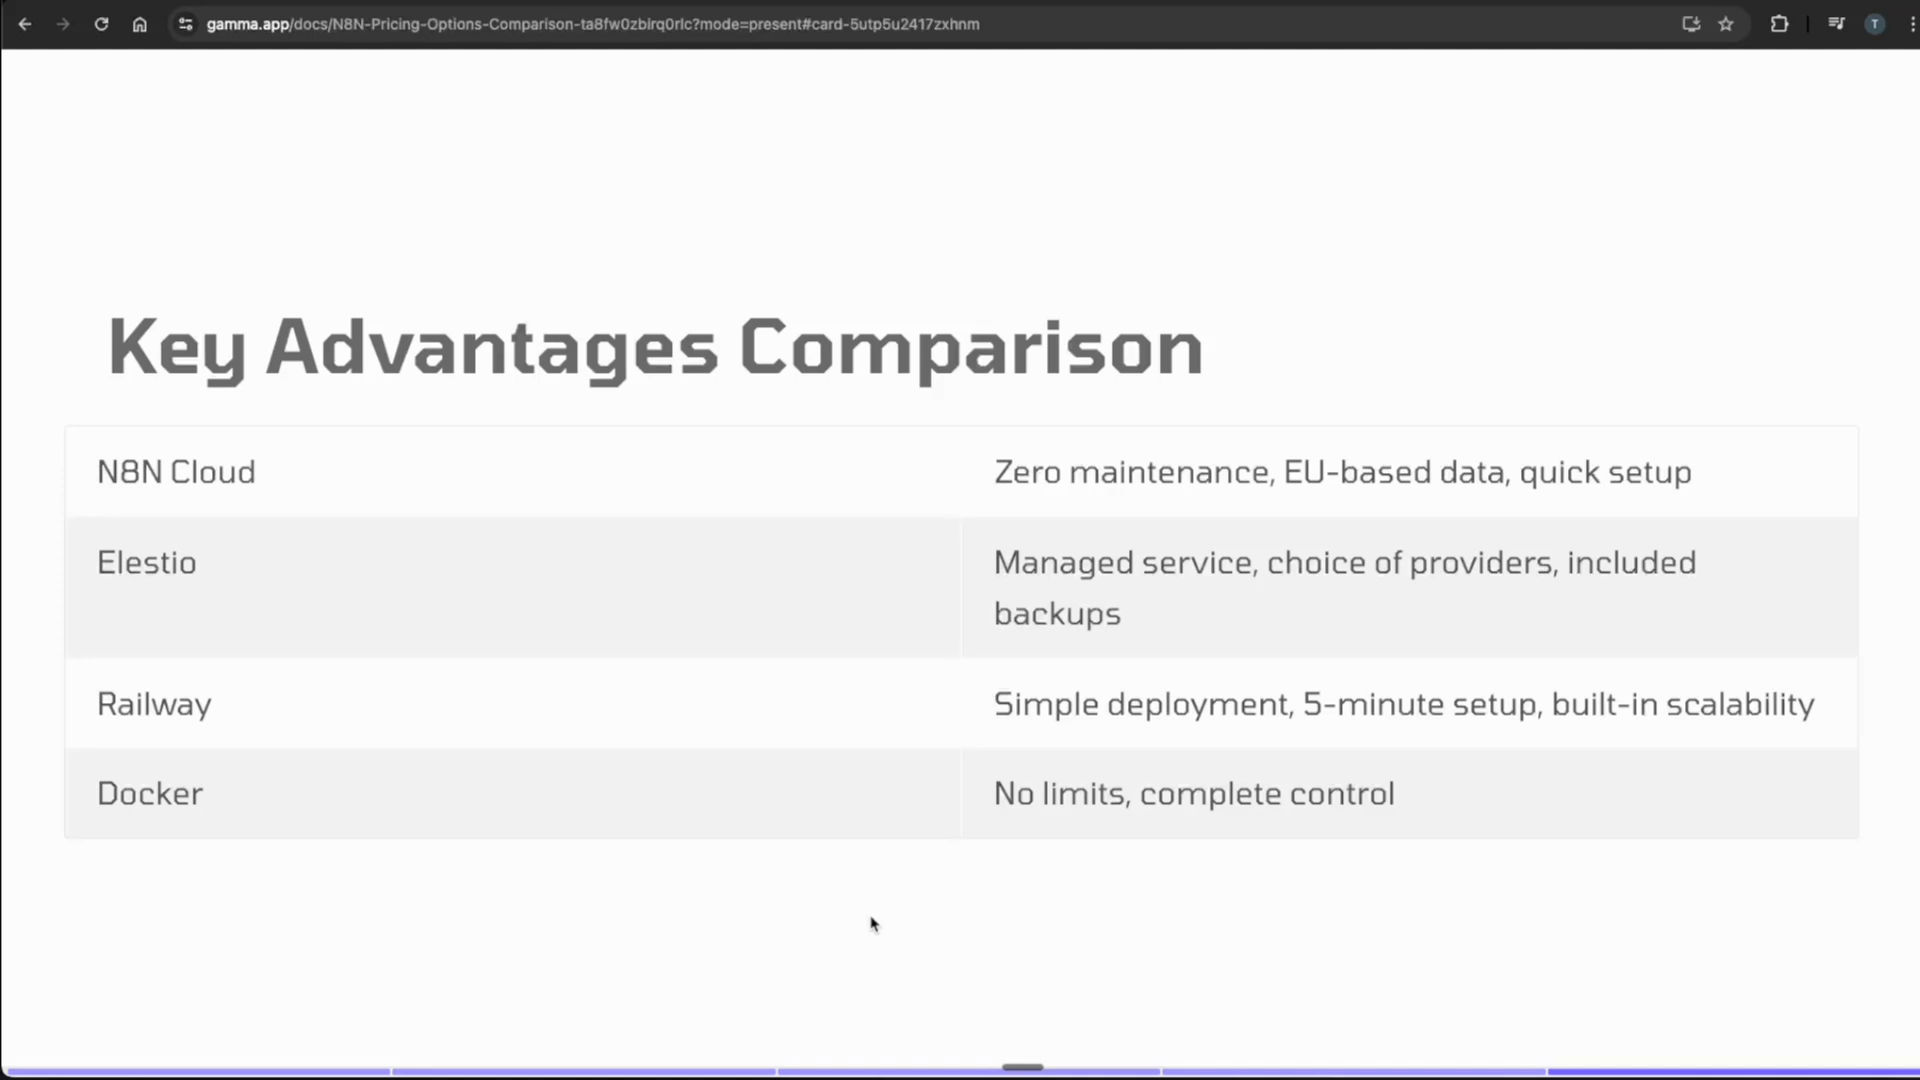 gamma.app/docs/N8N-Pricing-Options-Comparison-ta8fw0zbirq0rlc?mode=present#card-5utp5u2417zxhnm
T
Key Advantages Comparison
N8N Cloud
Zero maintenance, EU-based data, quick setup
Elestio
Managed service, choice of providers, included
backups
Railway
Simple deployment, 5-minute setup, built-in scalability
Docker
No limits, complete control